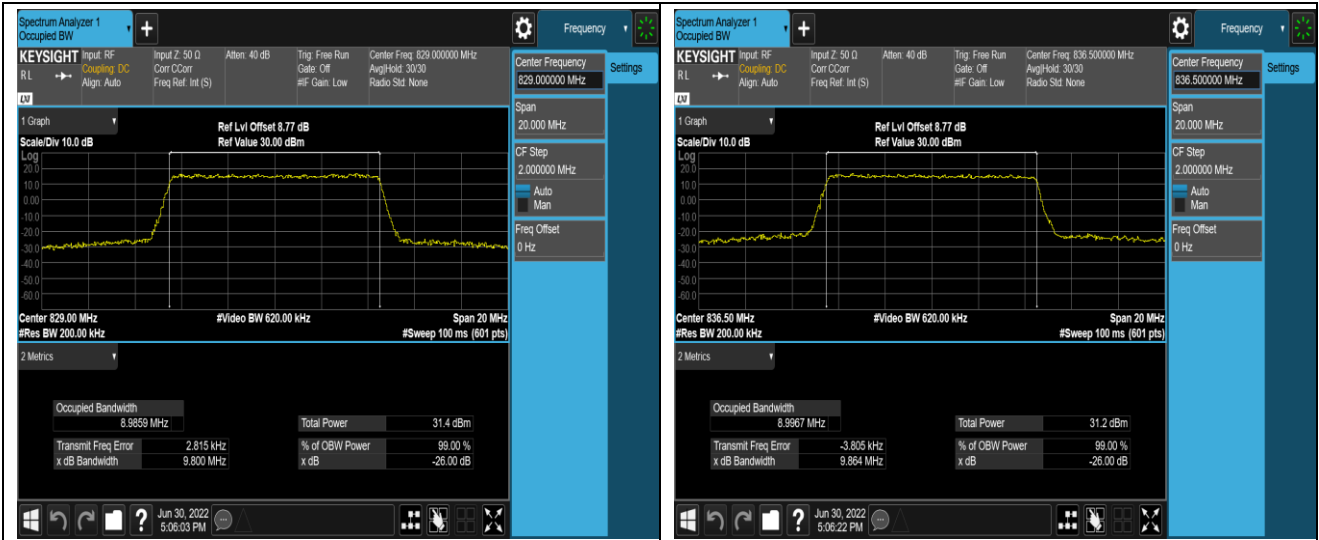 Spectrum Analyzer 1
Occupied BW
+
Frequency
KEYSIGHT
Input: RF
Coupling: DC
Align: Auto
Input Z: 50 Ω
Corr CCorr
Freq Ref: Int (S)
Atten: 40 dB
Trig: Free Run
Gate: Off
#IF Gain: Low
Center Freq: 829.000000 MHz
Avg|Hold: 30/30
Radio Std: None
RL
LXI
Center Frequency
829.000000 MHz
Settings
Span
20.000 MHz
CF Step
2.000000 MHz
Auto
Man
Freq Offset
0 Hz
1 Graph
Scale/Div 10.0 dB
Ref Lvl Offset 8.77 dB
Ref Value 30.00 dBm
Log
20.0
10.0
0.00
-10.0
-20.0
-30.0
-40.0
-50.0
-60.0
Center 829.00 MHz
#Video BW 620.00 kHz
Span 20 MHz
#Res BW 200.00 kHz
#Sweep 100 ms (601 pts)
2 Metrics
Occupied Bandwidth
8.9859 MHz
Total Power 31.4 dBm
Transmit Freq Error 2.815 kHz
% of OBW Power 99.00 %
x dB Bandwidth 9.800 MHz
x dB -26.00 dB
?
Jun 30, 2022
5:06:03 PM
Spectrum Analyzer 1
Occupied BW
+
Frequency
KEYSIGHT
Input: RF
Coupling: DC
Align: Auto
Input Z: 50 Ω
Corr CCorr
Freq Ref: Int (S)
Atten: 40 dB
Trig: Free Run
Gate: Off
#IF Gain: Low
Center Freq: 836.500000 MHz
Avg|Hold: 30/30
Radio Std: None
RL
LXI
Center Frequency
836.500000 MHz
Settings
Span
20.000 MHz
CF Step
2.000000 MHz
Auto
Man
Freq Offset
0 Hz
1 Graph
Scale/Div 10.0 dB
Ref Lvl Offset 8.77 dB
Ref Value 30.00 dBm
Log
20.0
10.0
0.00
-10.0
-20.0
-30.0
-40.0
-50.0
-60.0
Center 836.50 MHz
#Video BW 620.00 kHz
Span 20 MHz
#Res BW 200.00 kHz
#Sweep 100 ms (601 pts)
2 Metrics
Occupied Bandwidth
8.9967 MHz
Total Power 31.2 dBm
Transmit Freq Error -3.805 kHz
% of OBW Power 99.00 %
x dB Bandwidth 9.864 MHz
x dB -26.00 dB
?
Jun 30, 2022
5:06:22 PM